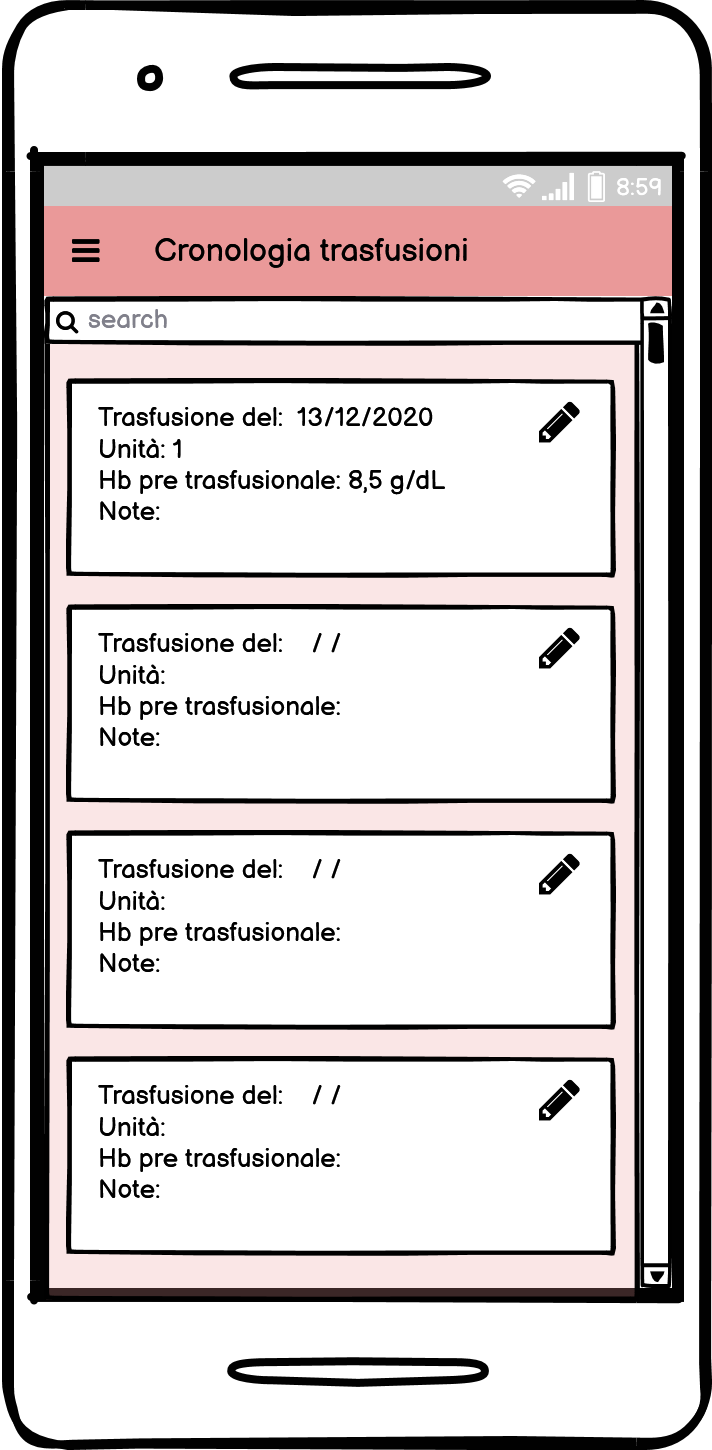 8:59
Cronologia trasfusioni
search
Trasfusione del: 13/12/2020
Unità: 1
Hb pre trasfusionale: 8,5 g/dL
Note:
Trasfusione del: / /
Unità:
Hb pre trasfusionale:
Note:
Trasfusione del: / /
Unità:
Hb pre trasfusionale:
Note:
Trasfusione del: / /
Unità:
Hb pre trasfusionale:
Note: